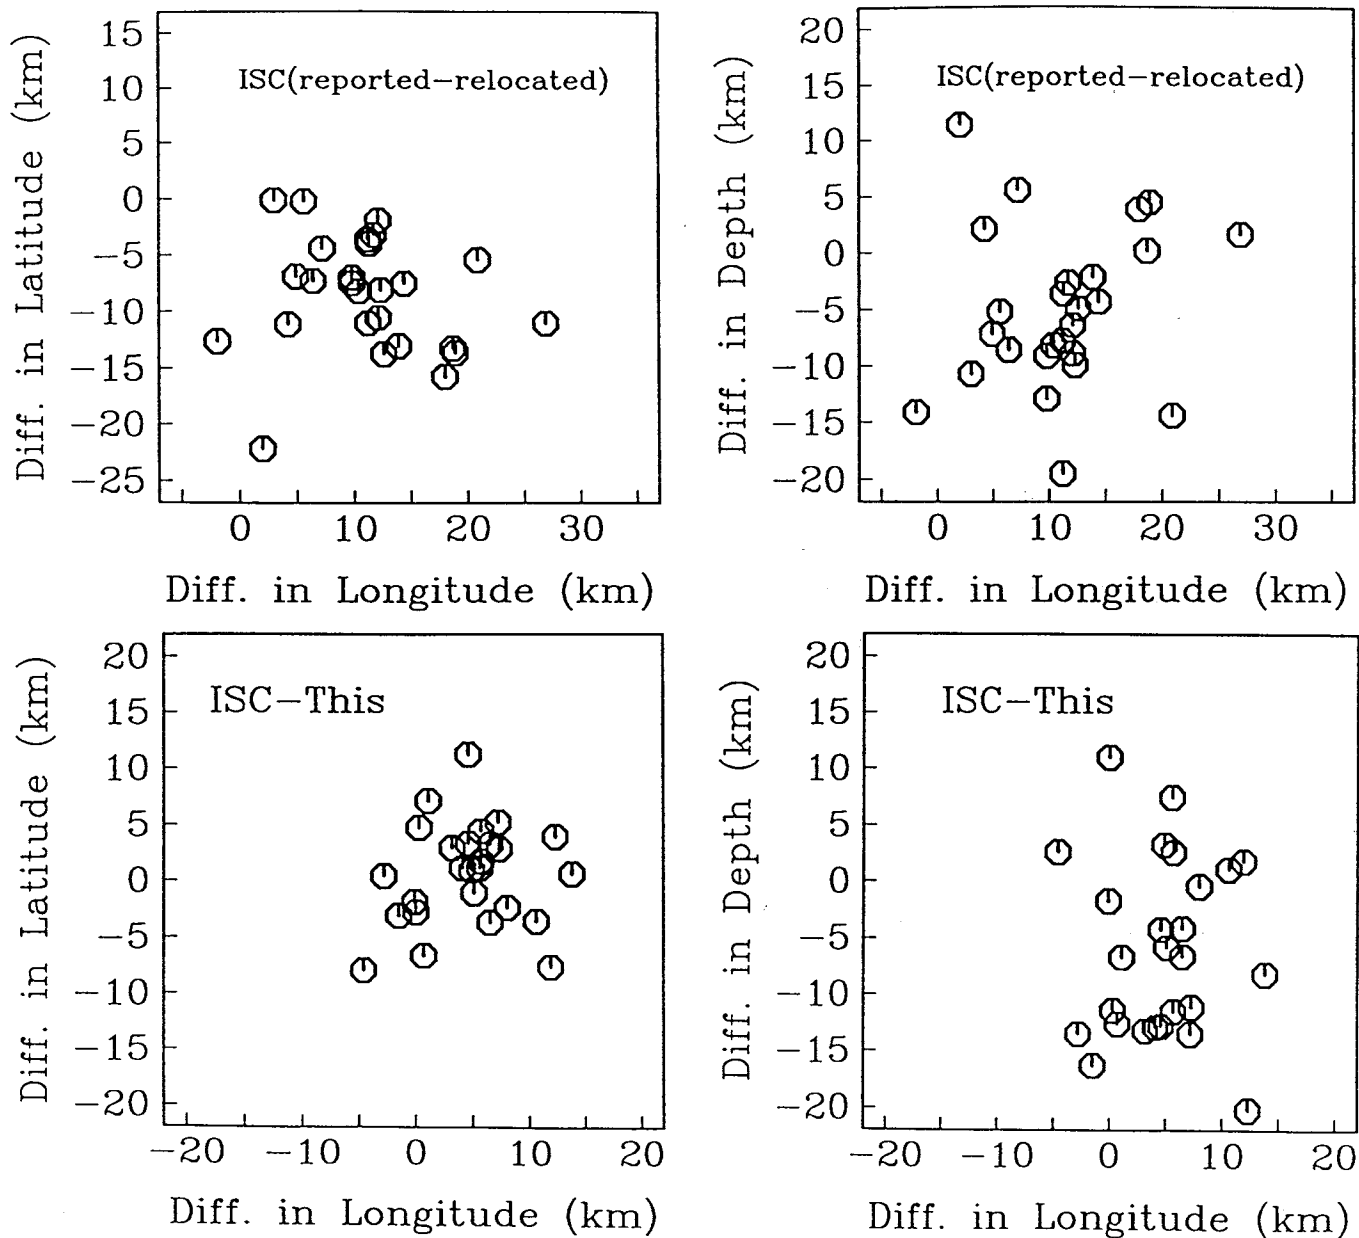 Diff. in Latitude (km)
15
10
5
0
−5
−10
−15
−20
−25
ISC(reported−relocated)
0 10 20 30
Diff. in Longitude (km)
Diff. in Depth (km)
20
15
10
5
0
−5
−10
−15
−20
ISC(reported−relocated)
0 10 20 30
Diff. in Longitude (km)
Diff. in Latitude (km)
20
15
10
5
0
−5
−10
−15
−20
ISC−This
−20 −10 0 10 20
Diff. in Longitude (km)
Diff. in Depth (km)
20
15
10
5
0
−5
−10
−15
−20
ISC−This
−20 −10 0 10 20
Diff. in Longitude (km)